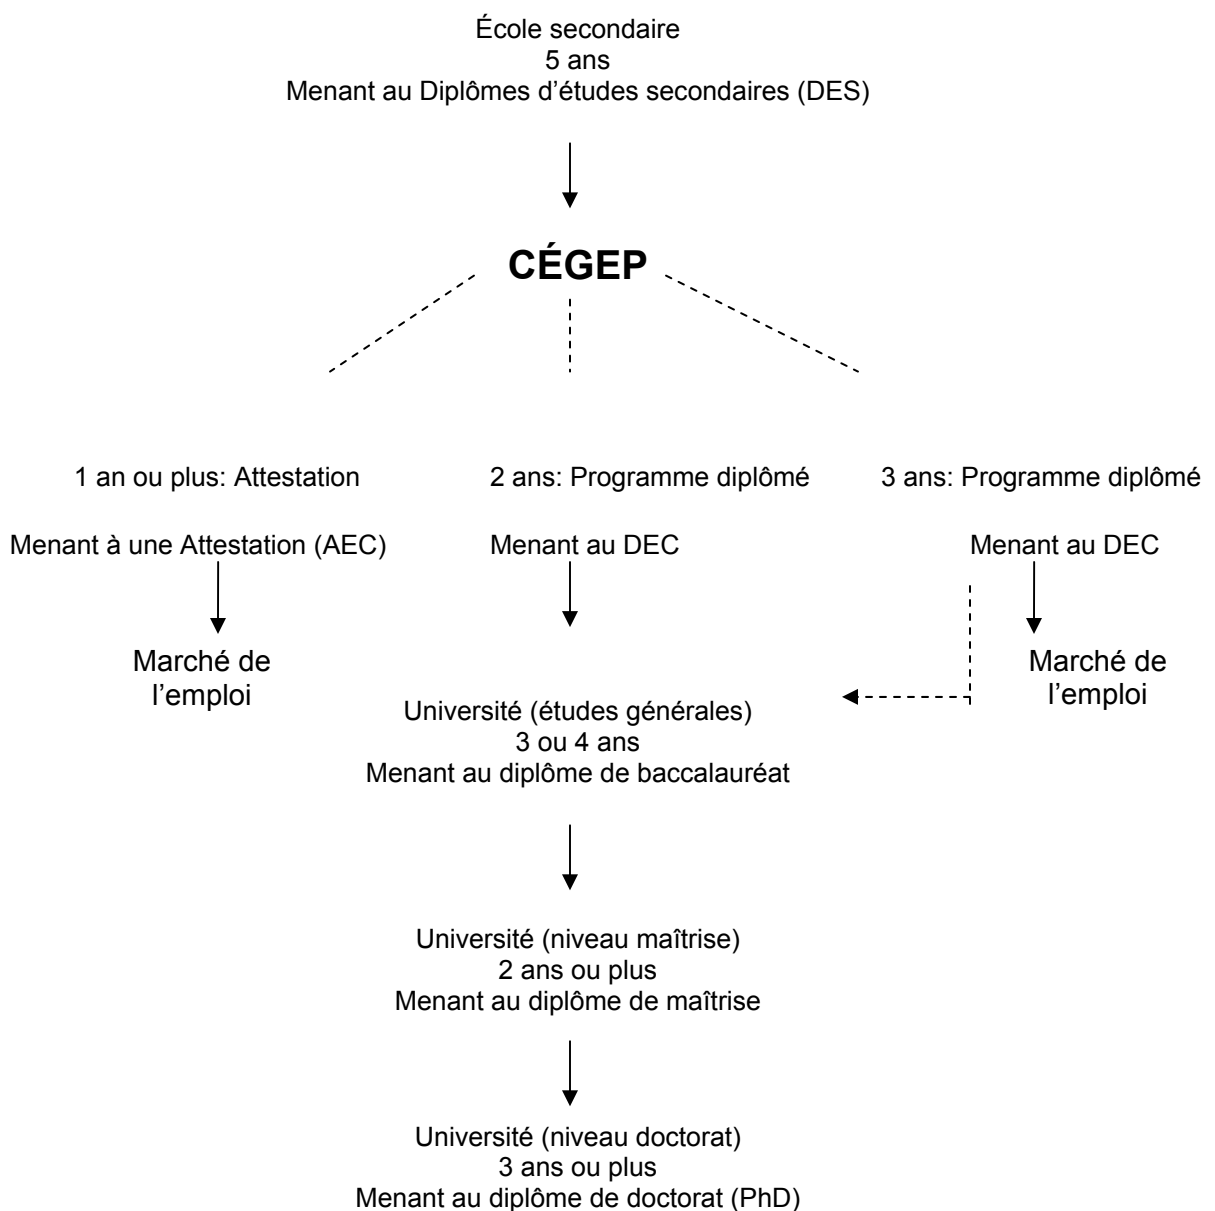 École secondaire
5 ans
Menant au Diplômes d’études secondaires (DES)
CÉGEP
1 an ou plus: Attestation
2 ans: Programme diplômé
3 ans: Programme diplômé
Menant à une Attestation (AEC)
Menant au DEC
Menant au DEC
Marché de
l’emploi
Marché de
l’emploi
Université (études générales)
3 ou 4 ans
Menant au diplôme de baccalauréat
Université (niveau maîtrise)
2 ans ou plus
Menant au diplôme de maîtrise
Université (niveau doctorat)
3 ans ou plus
Menant au diplôme de doctorat (PhD)